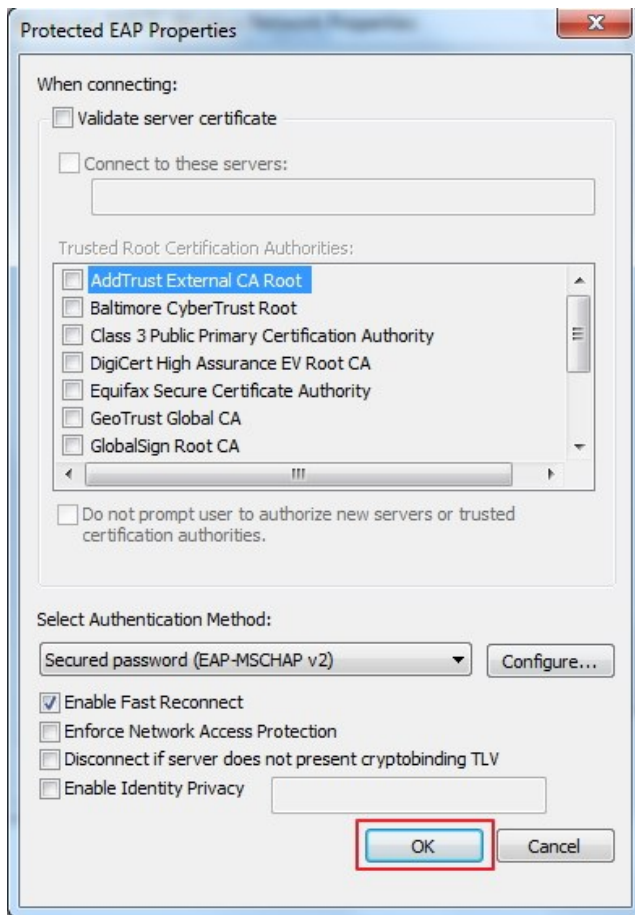 Protected EAP Properties
When connecting:
Validate server certificate
Connect to these servers:
Trusted Root Certification Authorities:
AddTrust External CA Root
Baltimore CyberTrust Root
Class 3 Public Primary Certification Authority
DigiCert High Assurance EV Root CA
Equifax Secure Certificate Authority
GeoTrust Global CA
GlobalSign Root CA
Do not prompt user to authorize new servers or trusted
certification authorities.
Select Authentication Method:
Secured password (EAP-MSCHAP v2) Configure...
Enable Fast Reconnect
Enforce Network Access Protection
Disconnect if server does not present cryptobinding TLV
Enable Identity Privacy
OK Cancel